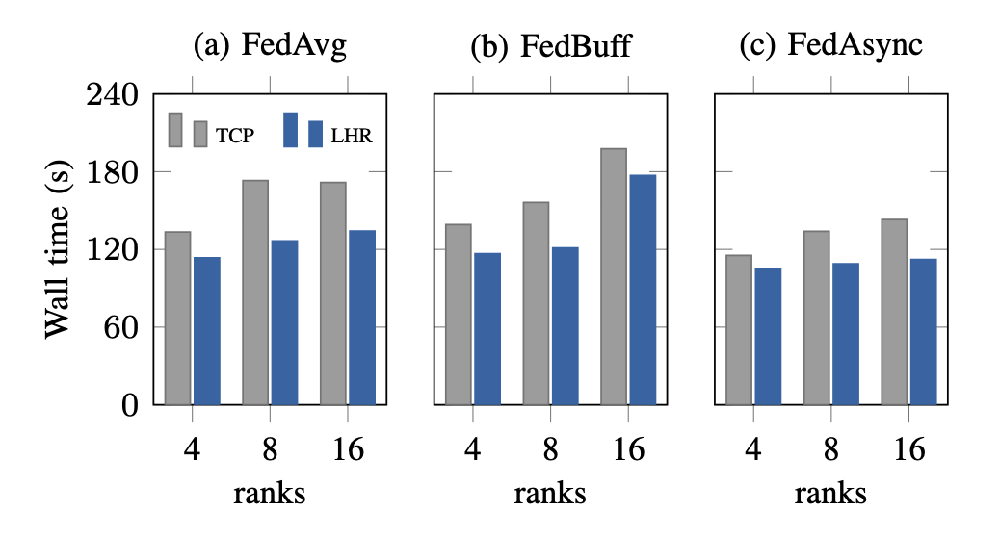 (a) FedAvg
(b) FedBuff
(c) FedAsync
Wall time (s)
240
180
120
60
0
TCP
LHR
4 8 16
ranks
4 8 16
ranks
4 8 16
ranks